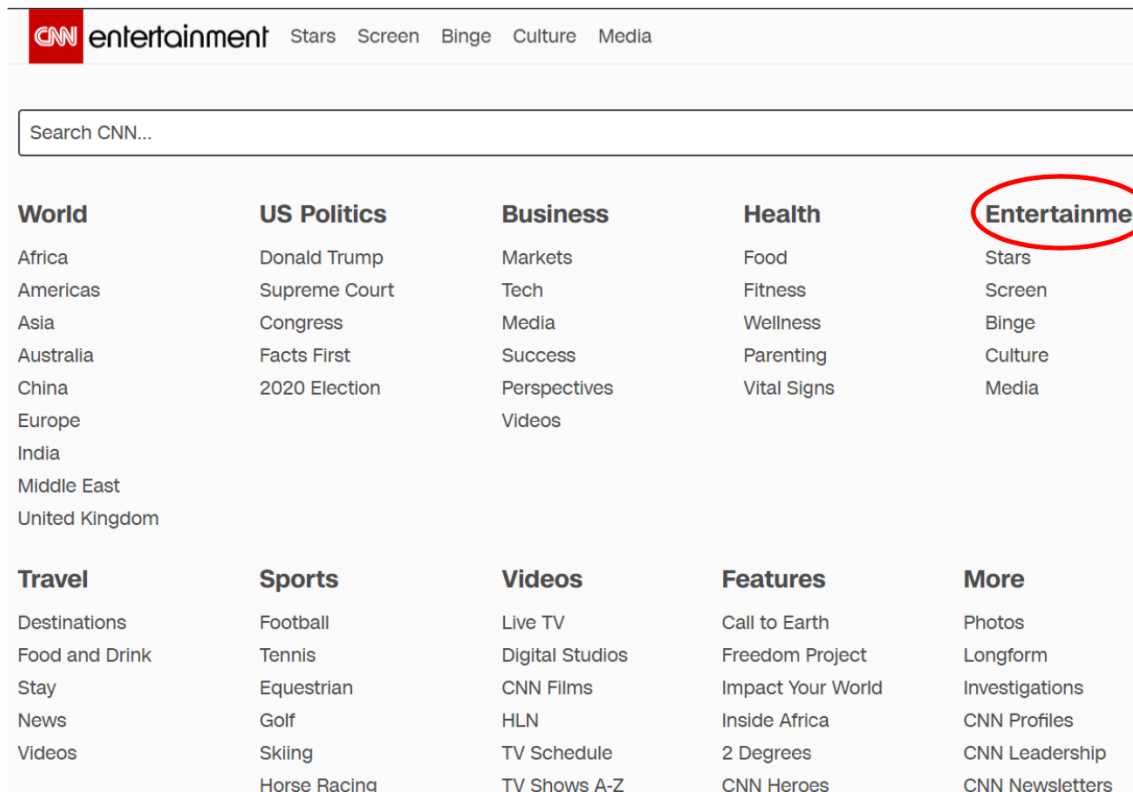 CNN entertainment Stars Screen Binge Culture Media
Search CNN...
World
Africa
Americas
Asia
Australia
China
Europe
India
Middle East
United Kingdom
US Politics
Donald Trump
Supreme Court
Congress
Facts First
2020 Election
Business
Markets
Tech
Media
Success
Perspectives
Videos
Health
Food
Fitness
Wellness
Parenting
Vital Signs
Entertainme
Stars
Screen
Binge
Culture
Media
Travel
Destinations
Food and Drink
Stay
News
Videos
Sports
Football
Tennis
Equestrian
Golf
Skiing
Horse Racing
Videos
Live TV
Digital Studios
CNN Films
HLN
TV Schedule
TV Shows A-Z
Features
Call to Earth
Freedom Project
Impact Your World
Inside Africa
2 Degrees
CNN Heroes
More
Photos
Longform
Investigations
CNN Profiles
CNN Leadership
CNN Newsletters